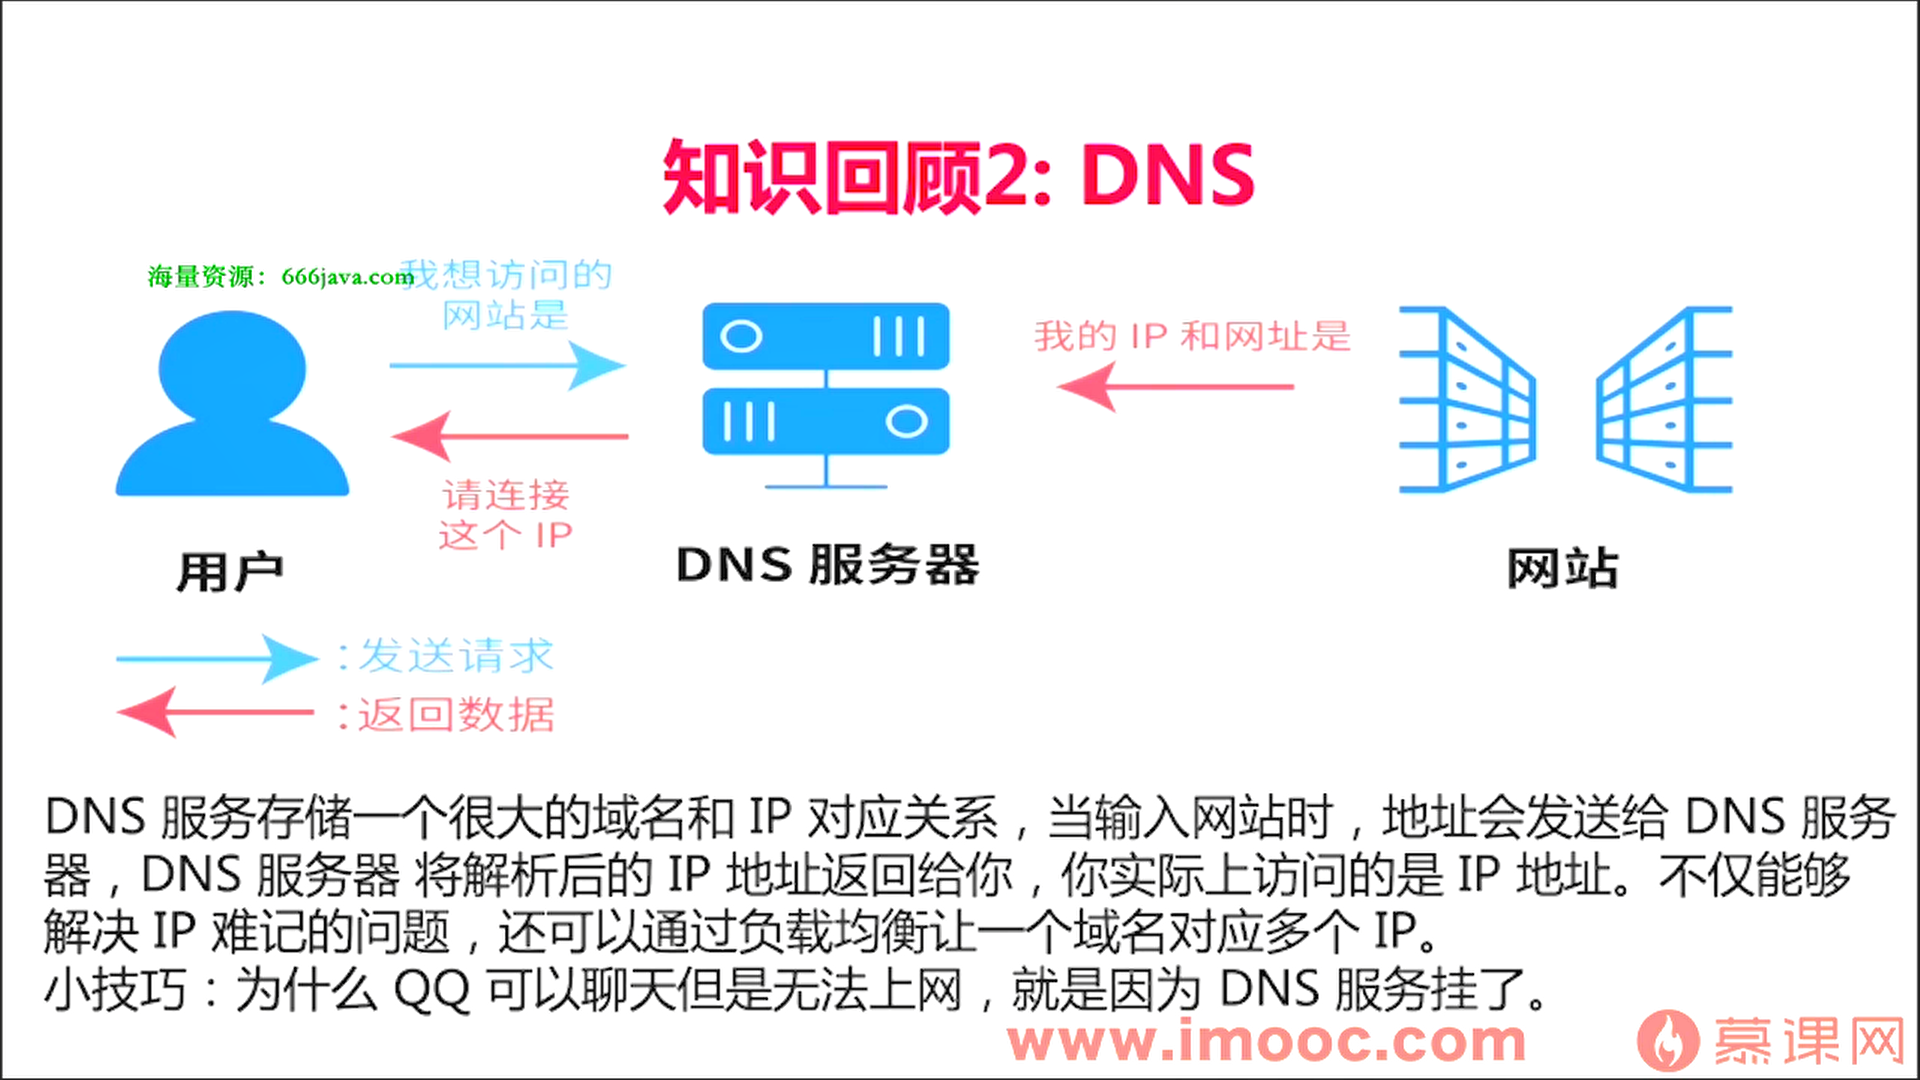 知识回顾2: DNS
海量资源：666java.com
我想访问的
网站是
我的 IP 和网址是
请连接
这个 IP
用户
DNS 服务器
网站
：发送请求
：返回数据
DNS 服务存储一个很大的域名和 IP 对应关系，当输入网站时，地址会发送给 DNS 服务
器，DNS 服务器 将解析后的 IP 地址返回给你，你实际上访问的是 IP 地址。不仅能够
解决 IP 难记的问题，还可以通过负载均衡让一个域名对应多个 IP。
小技巧：为什么 QQ 可以聊天但是无法上网，就是因为 DNS 服务挂了。
www.imooc.com
慕课网